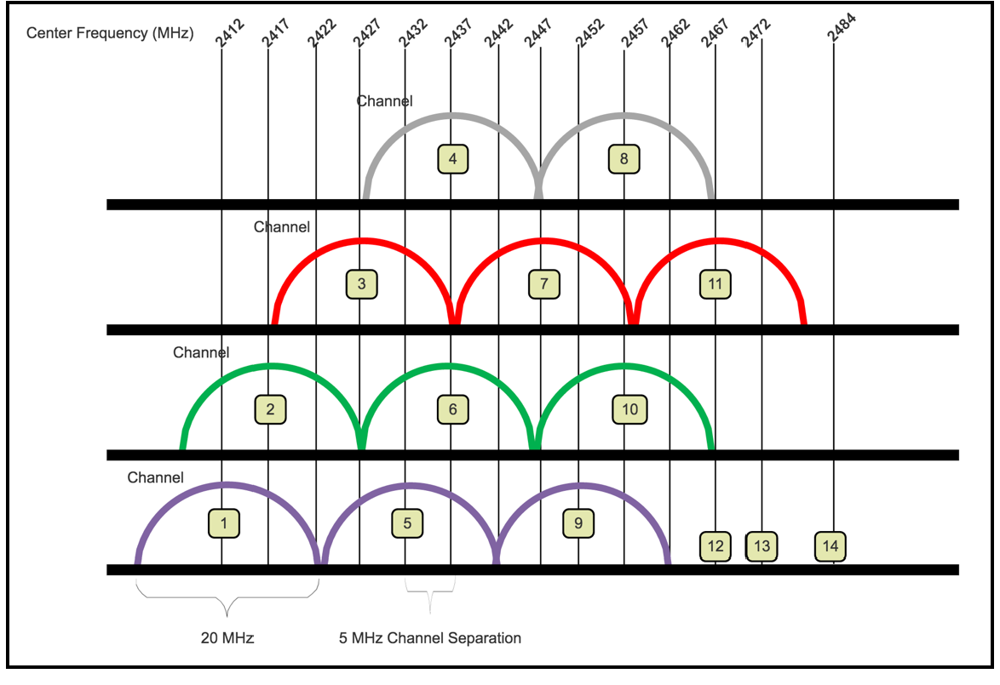 Center Frequency (MHz) 2412 2417 2422 2427 2432 2437 2442 2447 2452 2457 2462 2467 2472 2484
Channel
4 8
Channel
3 7 11
Channel
2 6 10
Channel
1 5 9
12 13 14
20 MHz 5 MHz Channel Separation